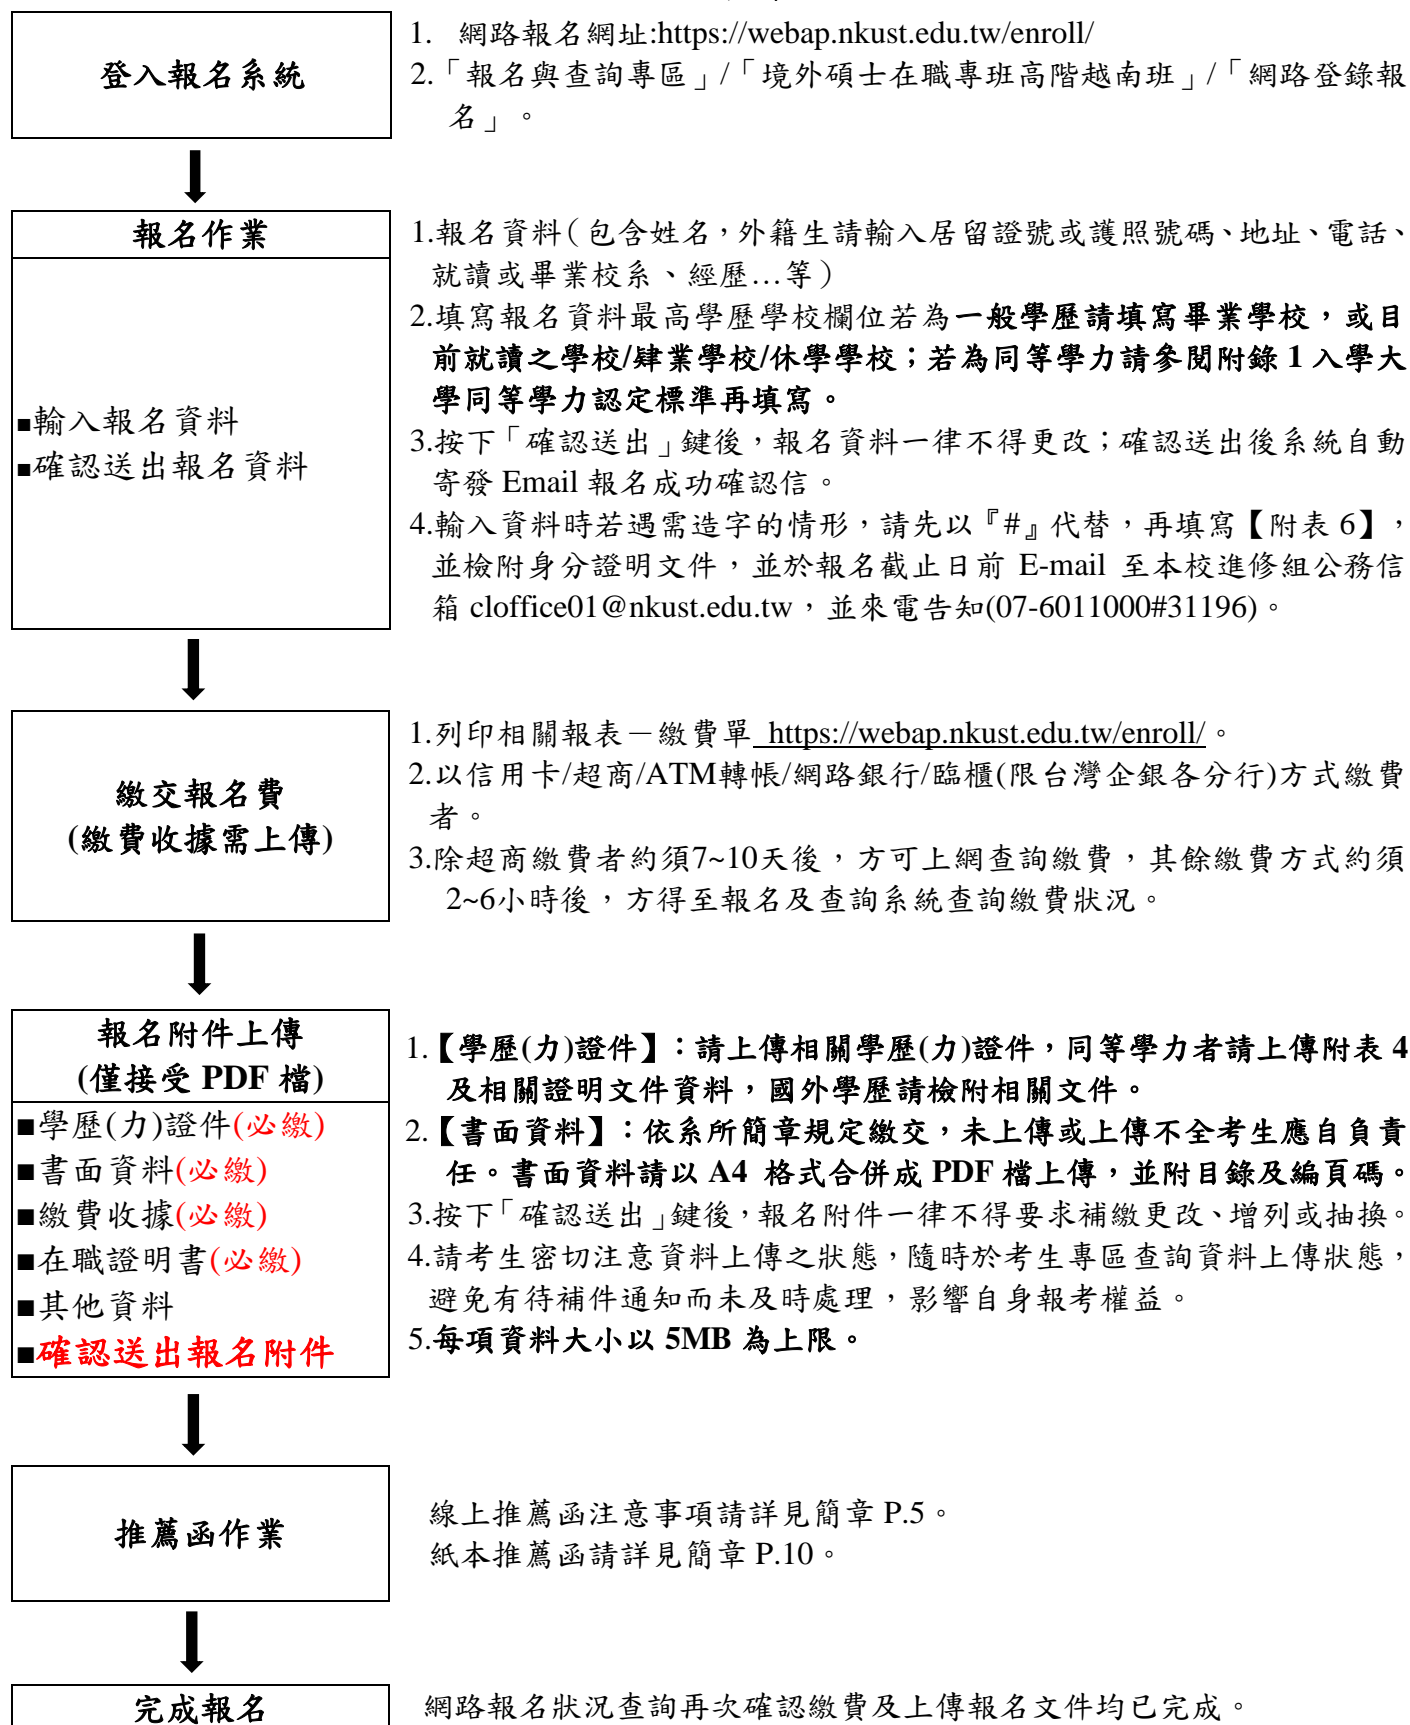 登入報名系統
1. 網路報名網址:https://webap.nkust.edu.tw/enroll/
2.「報名與查詢專區」/「境外碩士在職專班高階越南班」/「網路登錄報
名」。
報名作業
■輸入報名資料
■確認送出報名資料
1.報名資料（包含姓名，外籍生請輸入居留證號或護照號碼、地址、電話、
就讀或畢業校系、經歷…等）
2.填寫報名資料最高學歷學校欄位若為一般學歷請填寫畢業學校，或目
前就讀之學校/肄業學校/休學學校；若為同等學力請參閱附錄 1 入學大
學同等學力認定標準再填寫。
3.按下「確認送出」鍵後，報名資料一律不得更改；確認送出後系統自動
寄發 Email 報名成功確認信。
4.輸入資料時若遇需造字的情形，請先以『#』代替，再填寫【附表 6】，
並檢附身分證明文件，並於報名截止日前 E-mail 至本校進修組公務信
箱 cloffice01@nkust.edu.tw，並來電告知(07-6011000#31196)。
繳交報名費
(繳費收據需上傳)
1.列印相關報表－繳費單 https://webap.nkust.edu.tw/enroll/。
2.以信用卡/超商/ATM轉帳/網路銀行/臨櫃(限台灣企銀各分行)方式繳費
者。
3.除超商繳費者約須7~10天後，方可上網查詢繳費，其餘繳費方式約須
2~6小時後，方得至報名及查詢系統查詢繳費狀況。
報名附件上傳
(僅接受 PDF 檔)
■學歷(力)證件(必繳)
■書面資料(必繳)
■繳費收據(必繳)
■在職證明書(必繳)
■其他資料
■確認送出報名附件
1.【學歷(力)證件】：請上傳相關學歷(力)證件，同等學力者請上傳附表 4
及相關證明文件資料，國外學歷請檢附相關文件。
2.【書面資料】：依系所簡章規定繳交，未上傳或上傳不全考生應自負責
任。書面資料請以 A4 格式合併成 PDF 檔上傳，並附目錄及編頁碼。
3.按下「確認送出」鍵後，報名附件一律不得要求補繳更改、增列或抽換。
4.請考生密切注意資料上傳之狀態，隨時於考生專區查詢資料上傳狀態，
避免有待補件通知而未及時處理，影響自身報考權益。
5.每項資料大小以 5MB 為上限。
推薦函作業
線上推薦函注意事項請詳見簡章 P.5。
紙本推薦函請詳見簡章 P.10。
完成報名
網路報名狀況查詢再次確認繳費及上傳報名文件均已完成。